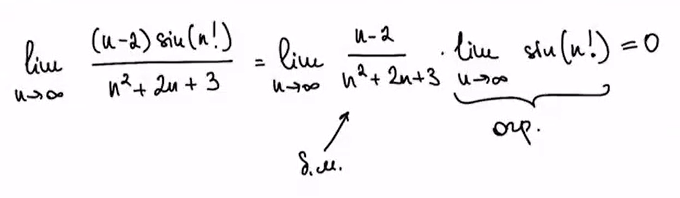 lim n→∞ (n-2) sin(n!) / n²+2n+3 = lim n→∞ n-2 / n²+2n+3 · lim n→∞ sin(n!) = 0
огр.
б.м.